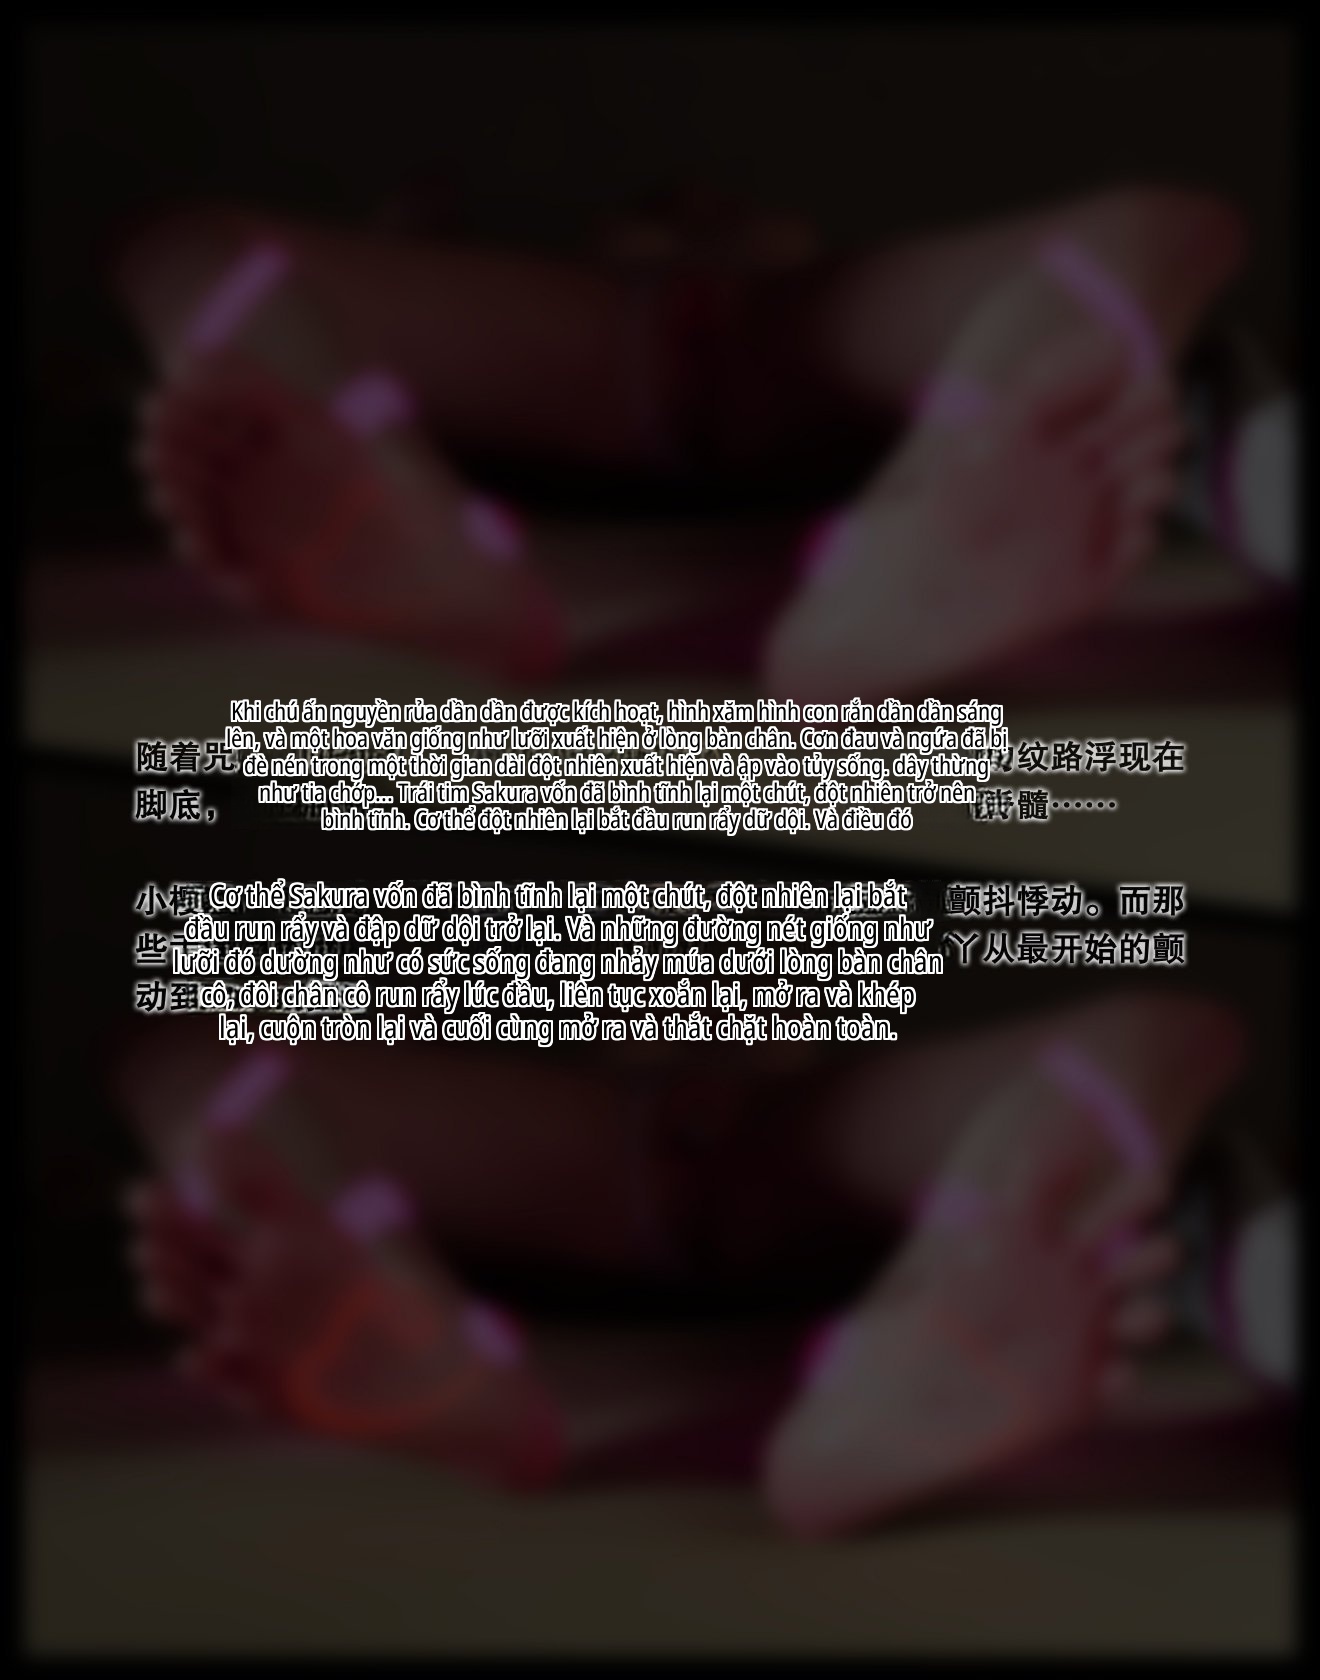 Khi chú ấn nguyền rủa dần dần được kích hoạt, hình xăm hình con rắn dần dần sáng
lên, và một hoa văn giống như lưỡi xuất hiện ở lòng bàn chân. Cơn đau và ngứa đã bị
đè nén trong một thời gian dài đột nhiên xuất hiện và ập vào tủy sống. dây thừng
như tia chớp... Trái tim Sakura vốn đã bình tĩnh lại một chút, đột nhiên trở nên
bình tĩnh. Cơ thể đột nhiên lại bắt đầu run rẩy dữ dội. Và điều đó
随着咒 纹路浮现在
脚底， 髓……
Cơ thể Sakura vốn đã bình tĩnh lại một chút, đột nhiên lại bắt
đầu run rẩy và đập dữ dội trở lại. Và những đường nét giống như
lưỡi đó dường như có sức sống đang nhảy múa dưới lòng bàn chân
cô, đôi chân cô run rẩy lúc đầu, liên tục xoắn lại, mở ra và khép
lại, cuộn tròn lại và cuối cùng mở ra và thắt chặt hoàn toàn.
小樱 颤抖悸动。而那
些 丫从最开始的颤
动到